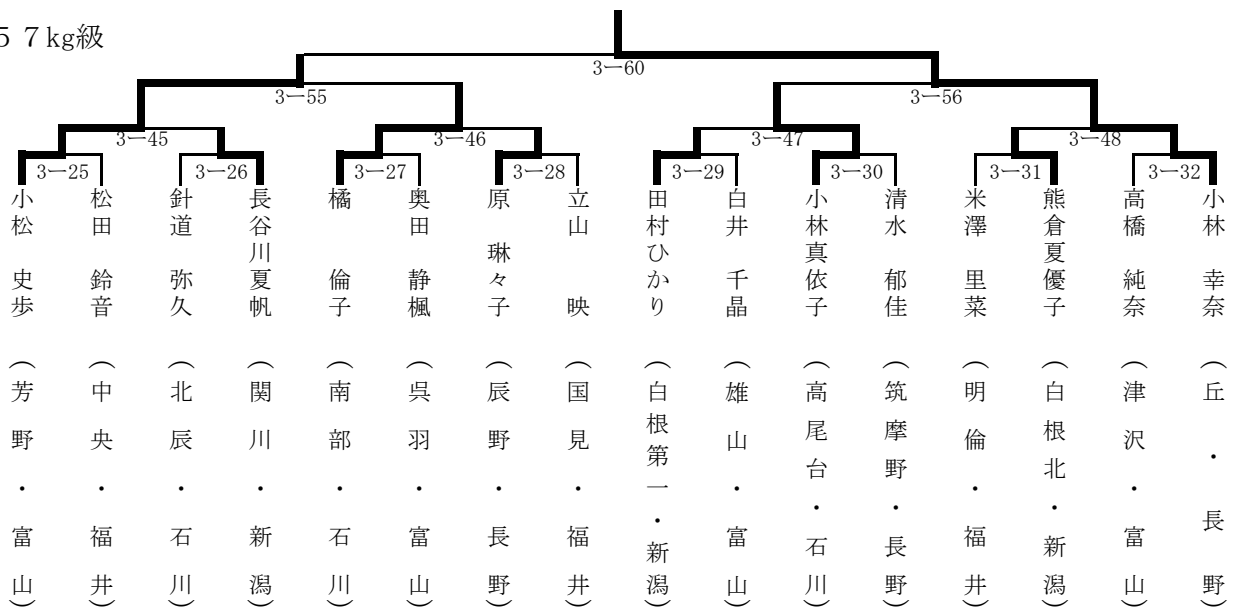 ５７kg級
3－60
3－55
3－56
3－45
3－46
3－47
3－48
3－25
3－26
3－27
3－28
3－29
3－30
3－31
3－32
小松 史歩 （芳野・富山）
松田 鈴音 （中央・福井）
針道 弥久 （北辰・石川）
長谷川夏帆 （関川・新潟）
橘 倫子 （南部・石川）
奥田 静楓 （呉羽・富山）
原 琳々子 （辰野・長野）
立山 映 （国見・福井）
田村ひかり （白根第一・新潟）
白井 千晶 （雄山・富山）
小林真依子 （高尾台・石川）
清水 郁佳 （筑摩野・長野）
米澤 里菜 （明倫・福井）
熊倉夏優子 （白根北・新潟）
高橋 純奈 （津沢・富山）
小林 幸奈 （丘・長野）